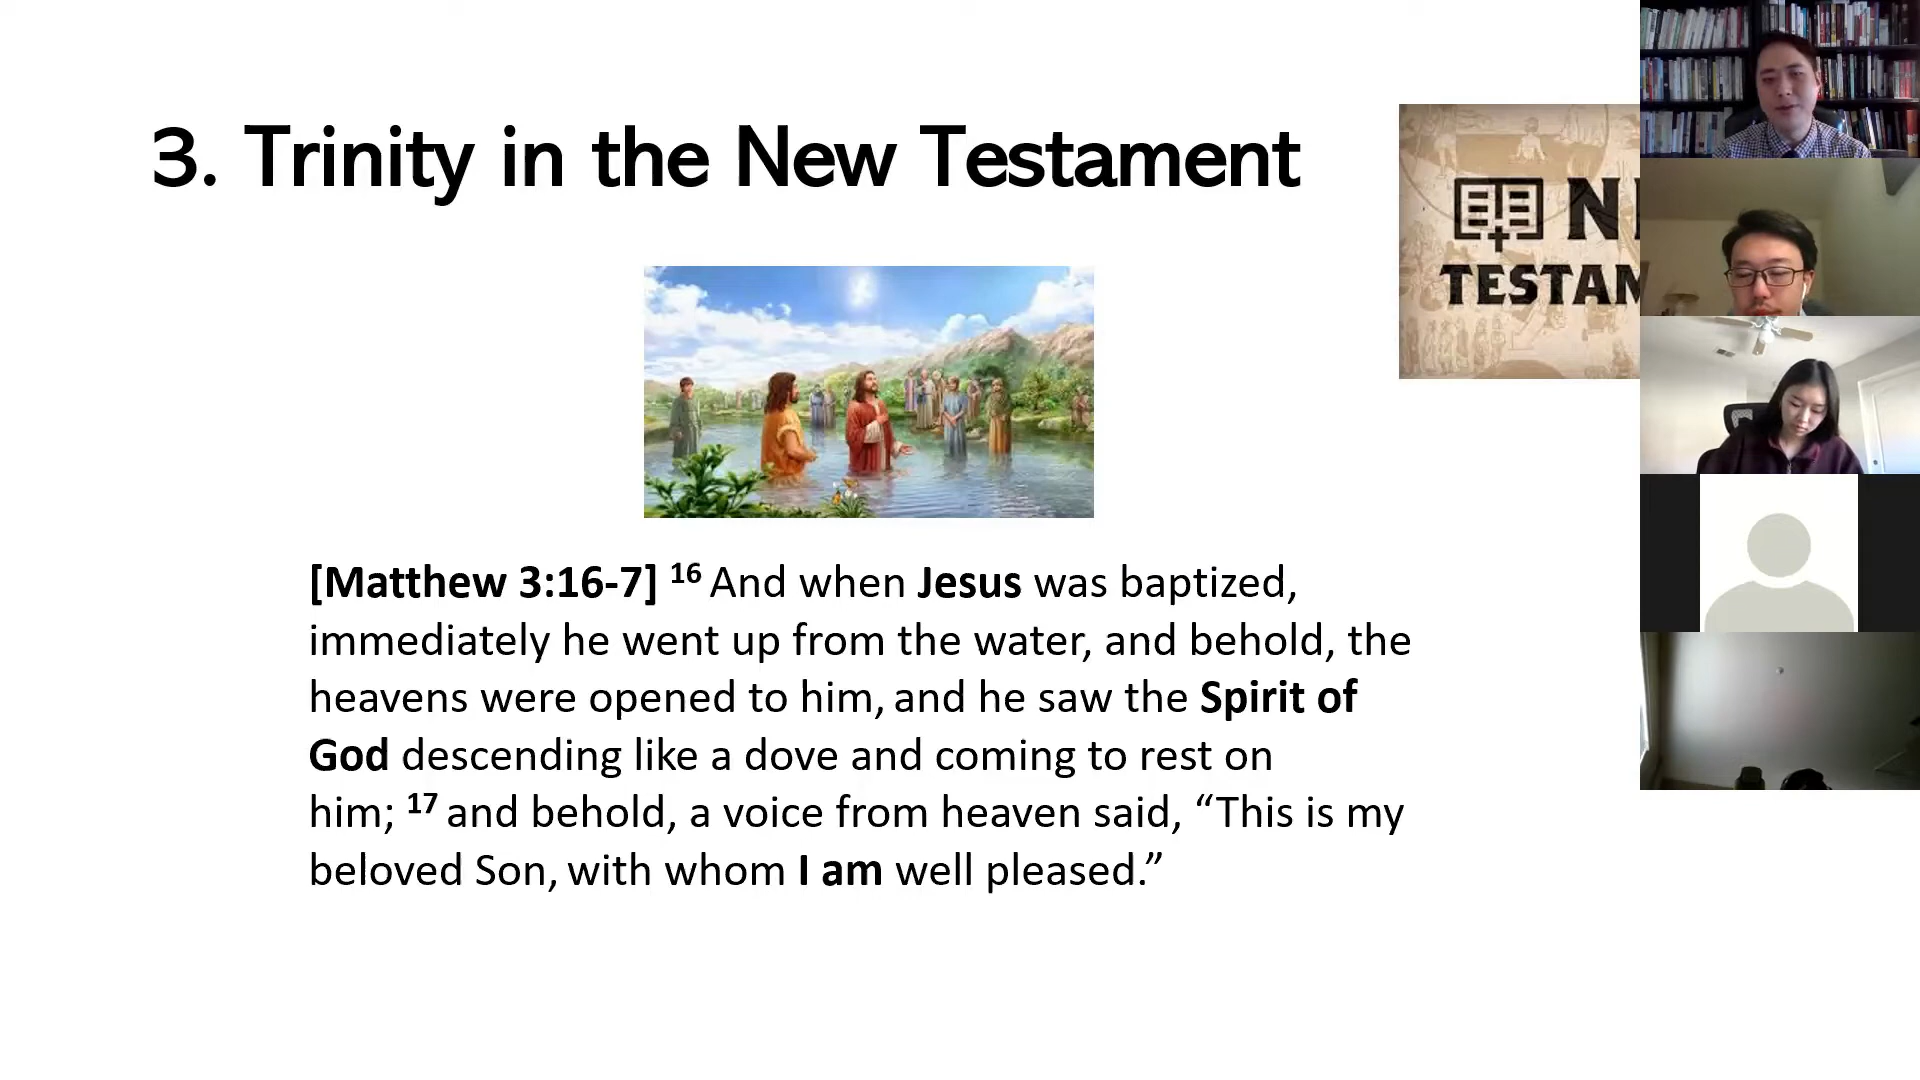 3. Trinity in the New Testament
TESTAM
[Matthew 3:16-7] 16 And when Jesus was baptized,
immediately he went up from the water, and behold, the
heavens were opened to him, and he saw the Spirit of
God descending like a dove and coming to rest on
him; 17 and behold, a voice from heaven said, “This is my
beloved Son, with whom I am well pleased.”